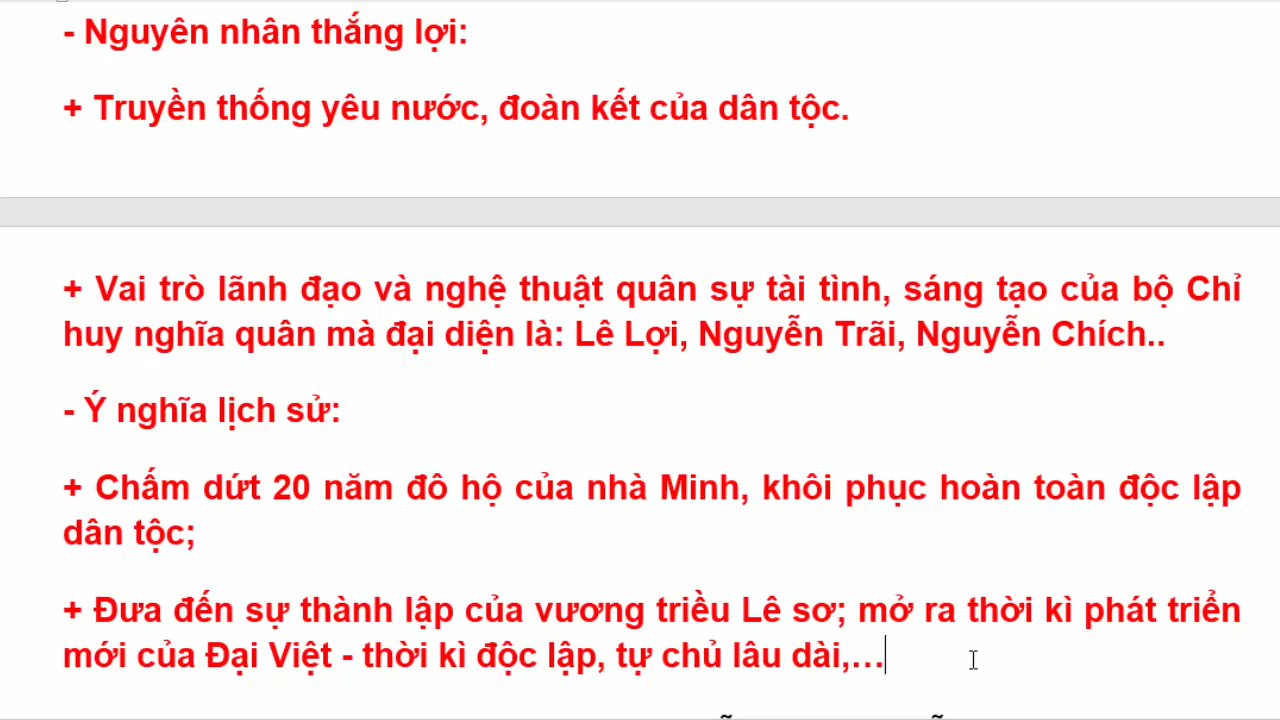 - Nguyên nhân thắng lợi:
+ Truyền thống yêu nước, đoàn kết của dân tộc.
+ Vai trò lãnh đạo và nghệ thuật quân sự tài tình, sáng tạo của bộ Chỉ
huy nghĩa quân mà đại diện là: Lê Lợi, Nguyễn Trãi, Nguyễn Chích..
- Ý nghĩa lịch sử:
+ Chấm dứt 20 năm đô hộ của nhà Minh, khôi phục hoàn toàn độc lập
dân tộc;
+ Đưa đến sự thành lập của vương triều Lê sơ; mở ra thời kì phát triển
mới của Đại Việt - thời kì độc lập, tự chủ lâu dài,…